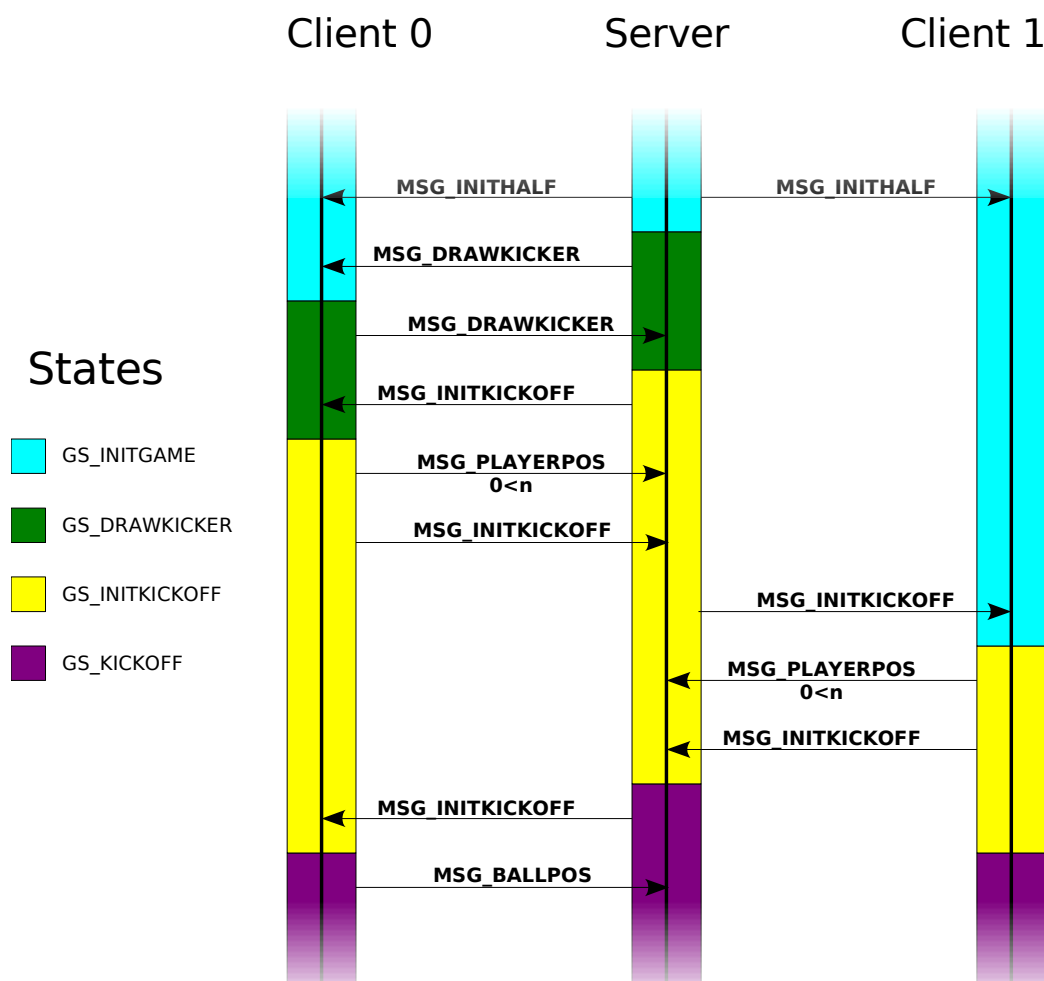 Client 0
Server
Client 1
MSG_INITHALF
MSG_INITHALF
MSG_DRAWKICKER
MSG_DRAWKICKER
States
MSG_INITKICKOFF
GS_INITGAME
MSG_PLAYERPOS
0<n
GS_DRAWKICKER
MSG_INITKICKOFF
GS_INITKICKOFF
MSG_INITKICKOFF
GS_KICKOFF
MSG_PLAYERPOS
0<n
MSG_INITKICKOFF
MSG_INITKICKOFF
MSG_BALLPOS